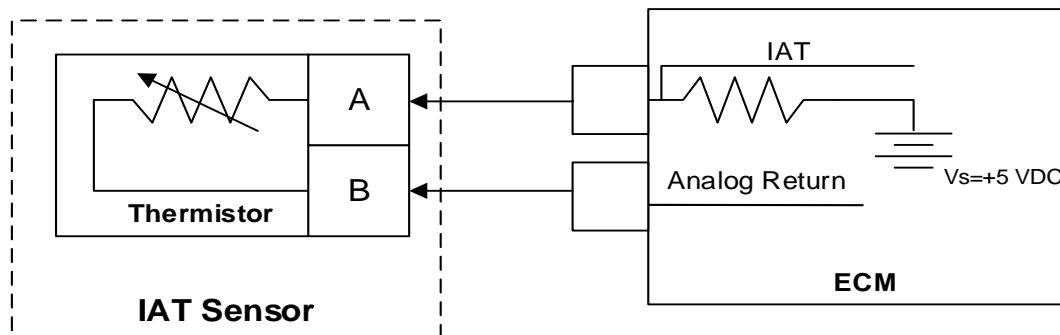 IAT
A
B
Thermistor
IAT Sensor
Analog Return
Vs=+5 VDC
ECM